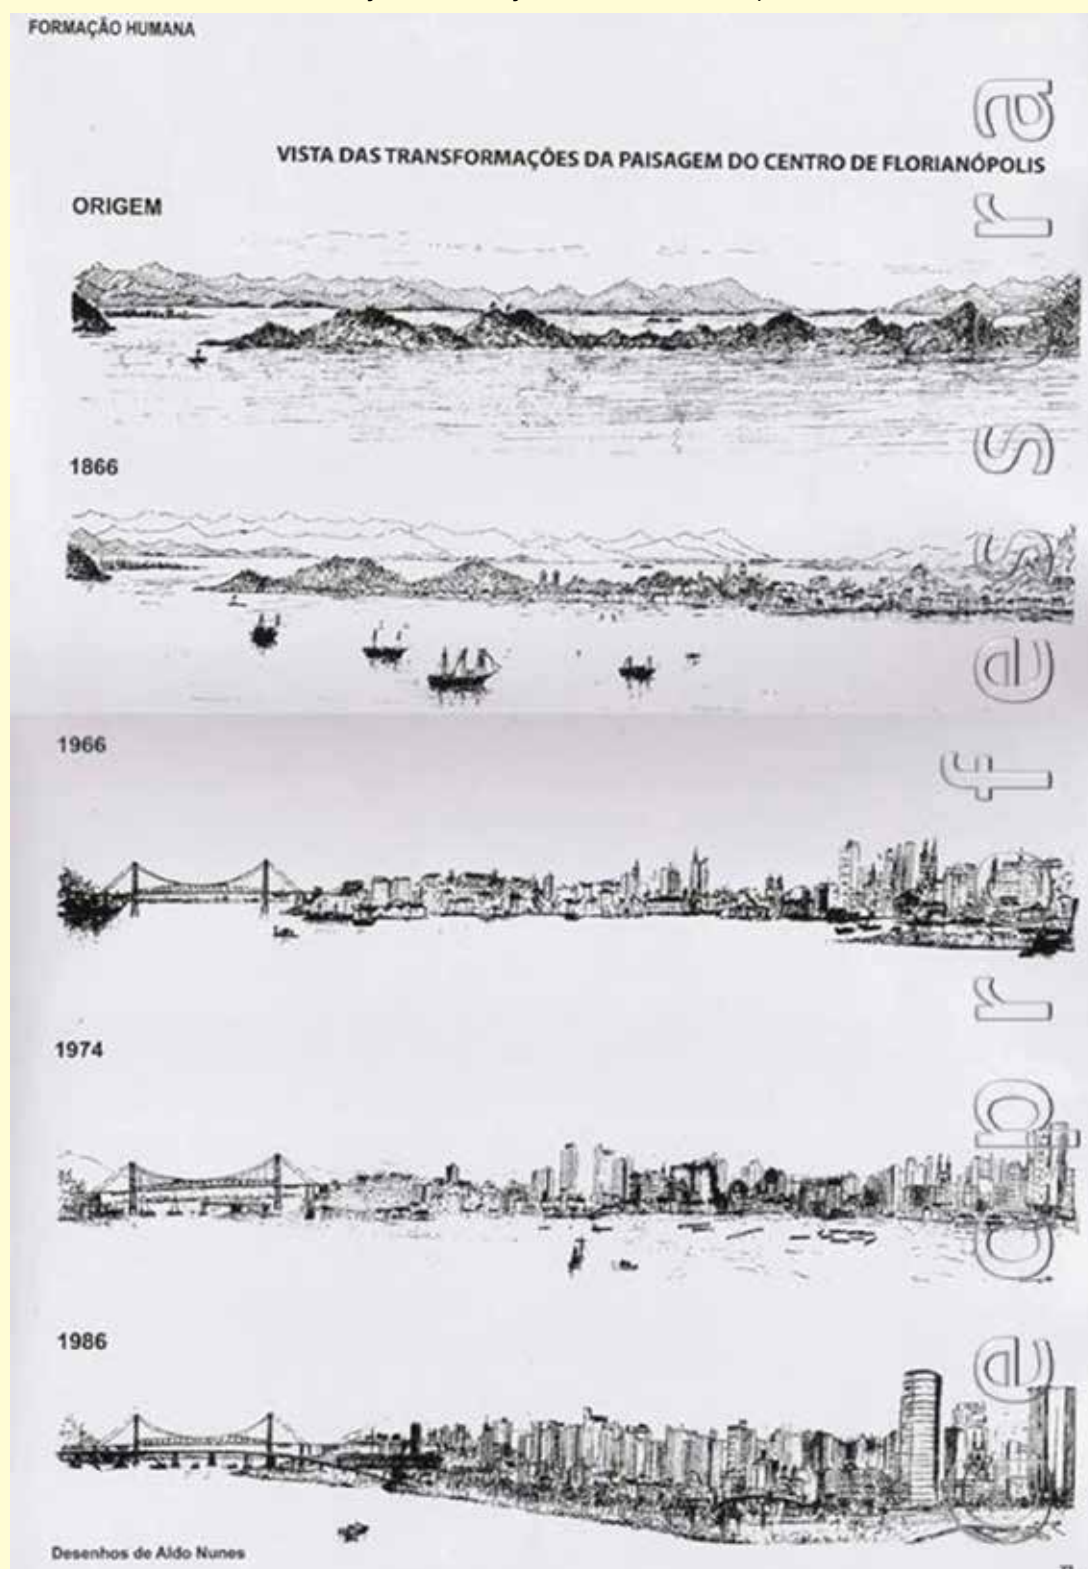 FORMAÇÃO HUMANA
VISTA DAS TRANSFORMAÇÕES DA PAISAGEM DO CENTRO DE FLORIANÓPOLIS
ORIGEM
1866
1966
1974
1986
Desenhos de Aldo Nunes
professora